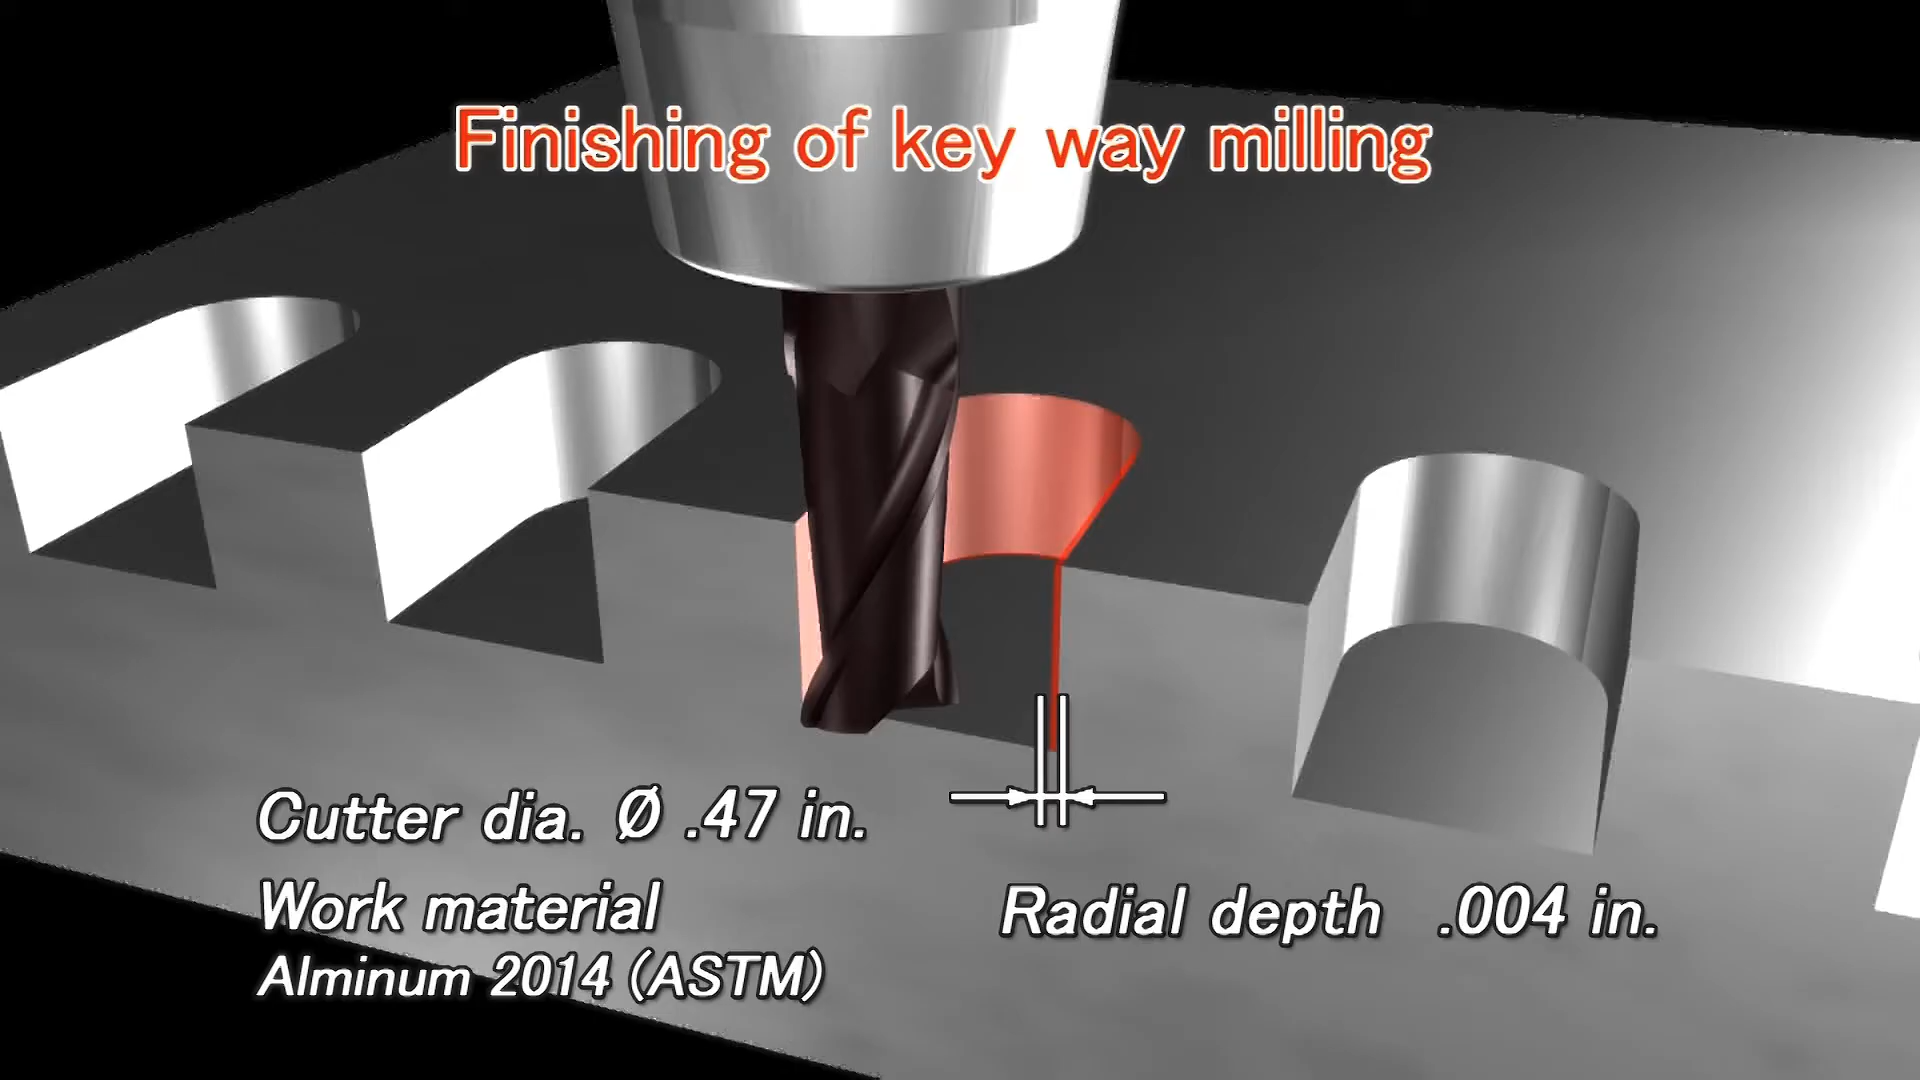 Finishing of key way milling
Cutter dia. Ø .47 in.
Work material
Alminum 2014 (ASTM)
Radial depth .004 in.